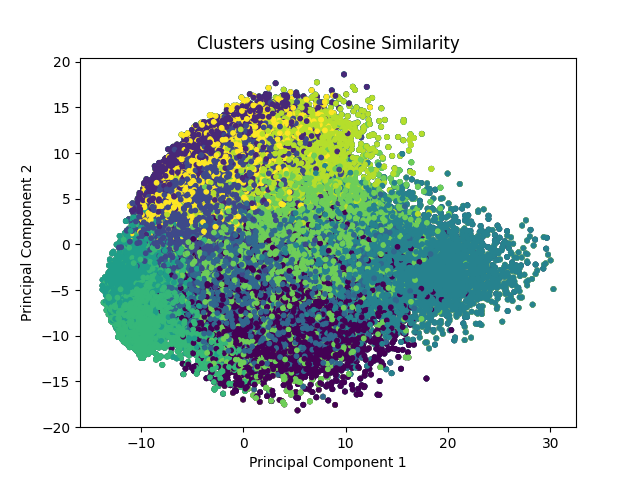 Clusters using Cosine Similarity
20
15
10
5
0
−5
−10
−15
−20
Principal Component 2
−10 0 10 20 30
Principal Component 1